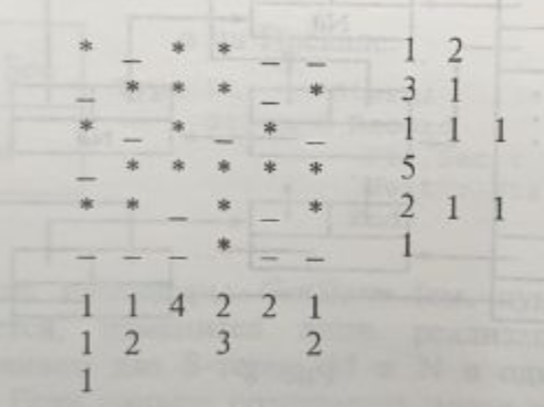 * _ * * _ _ 1 2
_ * * * _ * 3 1
* _ * _ * _ 1 1 1
_ * * * * * 5
* * _ * _ * 2 1 1
_ _ _ * _ _ 1
1 1 4 2 2 1
1 2 3 2
1